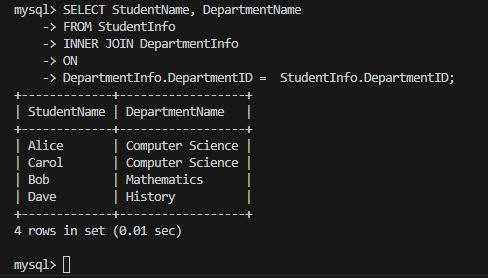 mysql> SELECT StudentName, DepartmentName
    -> FROM StudentInfo
    -> INNER JOIN DepartmentInfo
    -> ON
    -> DepartmentInfo.DepartmentID =  StudentInfo.DepartmentID;
+-------------+------------------+
| StudentName | DepartmentName   |
+-------------+------------------+
| Alice       | Computer Science |
| Carol       | Computer Science |
| Bob         | Mathematics      |
| Dave        | History          |
+-------------+------------------+
4 rows in set (0.01 sec)

mysql>